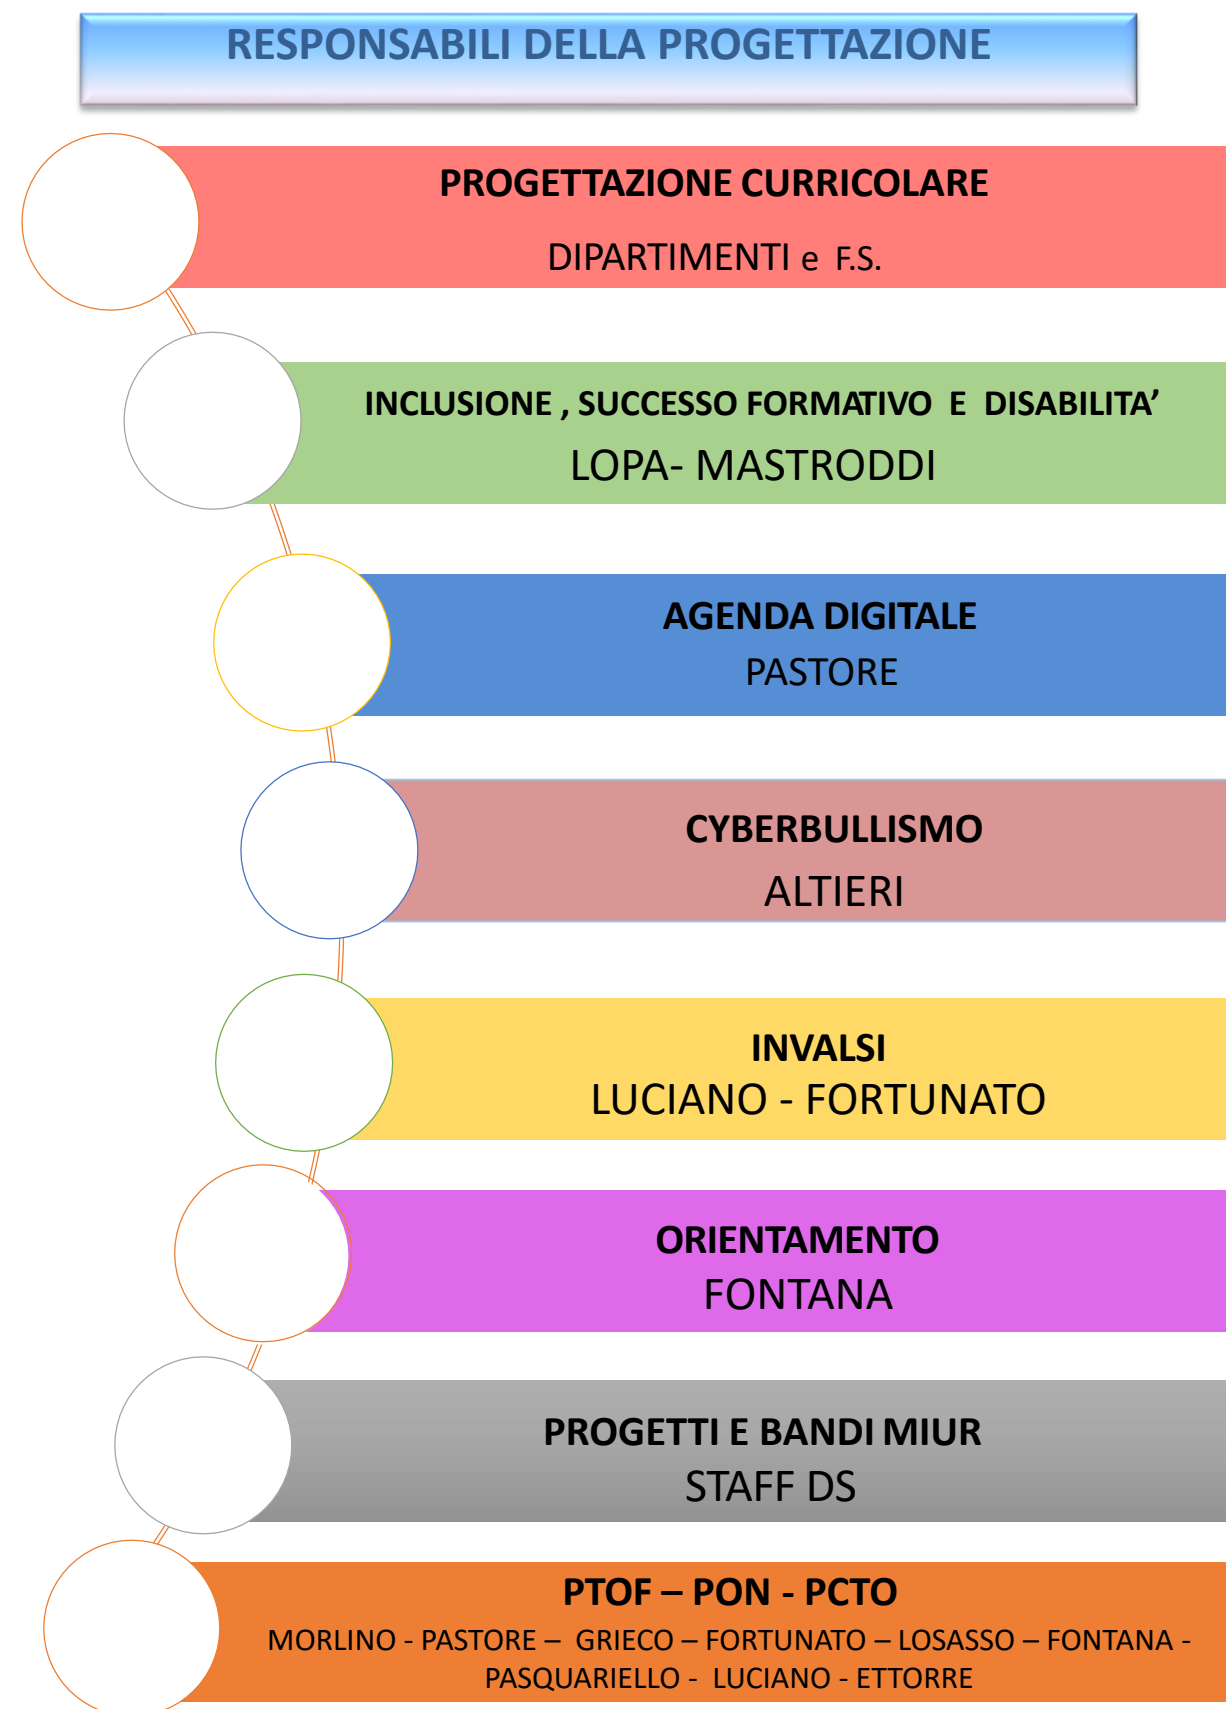 RESPONSABILI DELLA PROGETTAZIONE
PROGETTAZIONE CURRICOLARE
DIPARTIMENTI e F.S.
INCLUSIONE , SUCCESSO FORMATIVO E DISABILITA’
LOPA- MASTRODDI
AGENDA DIGITALE
PASTORE
CYBERBULLISMO
ALTIERI
INVALSI
LUCIANO - FORTUNATO
ORIENTAMENTO
FONTANA
PROGETTI E BANDI MIUR
STAFF DS
PTOF – PON - PCTO
MORLINO - PASTORE – GRIECO – FORTUNATO – LOSASSO – FONTANA -
PASQUARIELLO - LUCIANO - ETTORRE